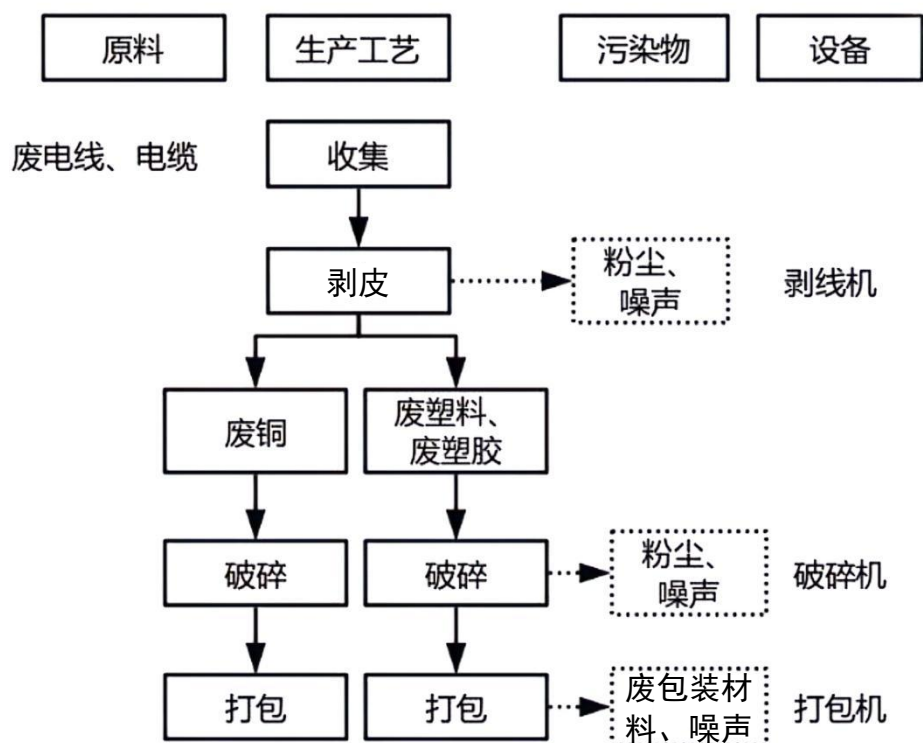 原料
生产工艺
污染物
设备
废电线、电缆
收集
剥皮
粉尘、
噪声
剥线机
废铜
废塑料、
废塑胶
破碎
破碎
粉尘、
噪声
破碎机
打包
打包
废包装材
料、噪声
打包机